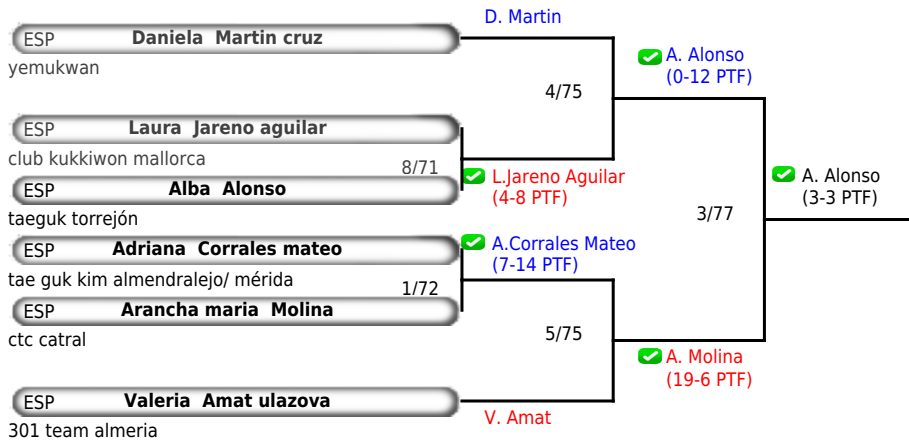 D. Martin
ESP Daniela Martin cruz
yemukwan
A. Alonso
(0-12 PTF)
4/75
ESP Laura Jareno aguilar
club kukkiwon mallorca
8/71
L.Jareno Aguilar
(4-8 PTF)
ESP Alba Alonso
taeguk torrejón
A. Alonso
(3-3 PTF)
3/77
ESP Adriana Corrales mateo
tae guk kim almendralejo/ mérida
A.Corrales Mateo
(7-14 PTF)
1/72
ESP Arancha maria Molina
ctc catral
5/75
A. Molina
(19-6 PTF)
ESP Valeria Amat ulazova
301 team almeria
V. Amat